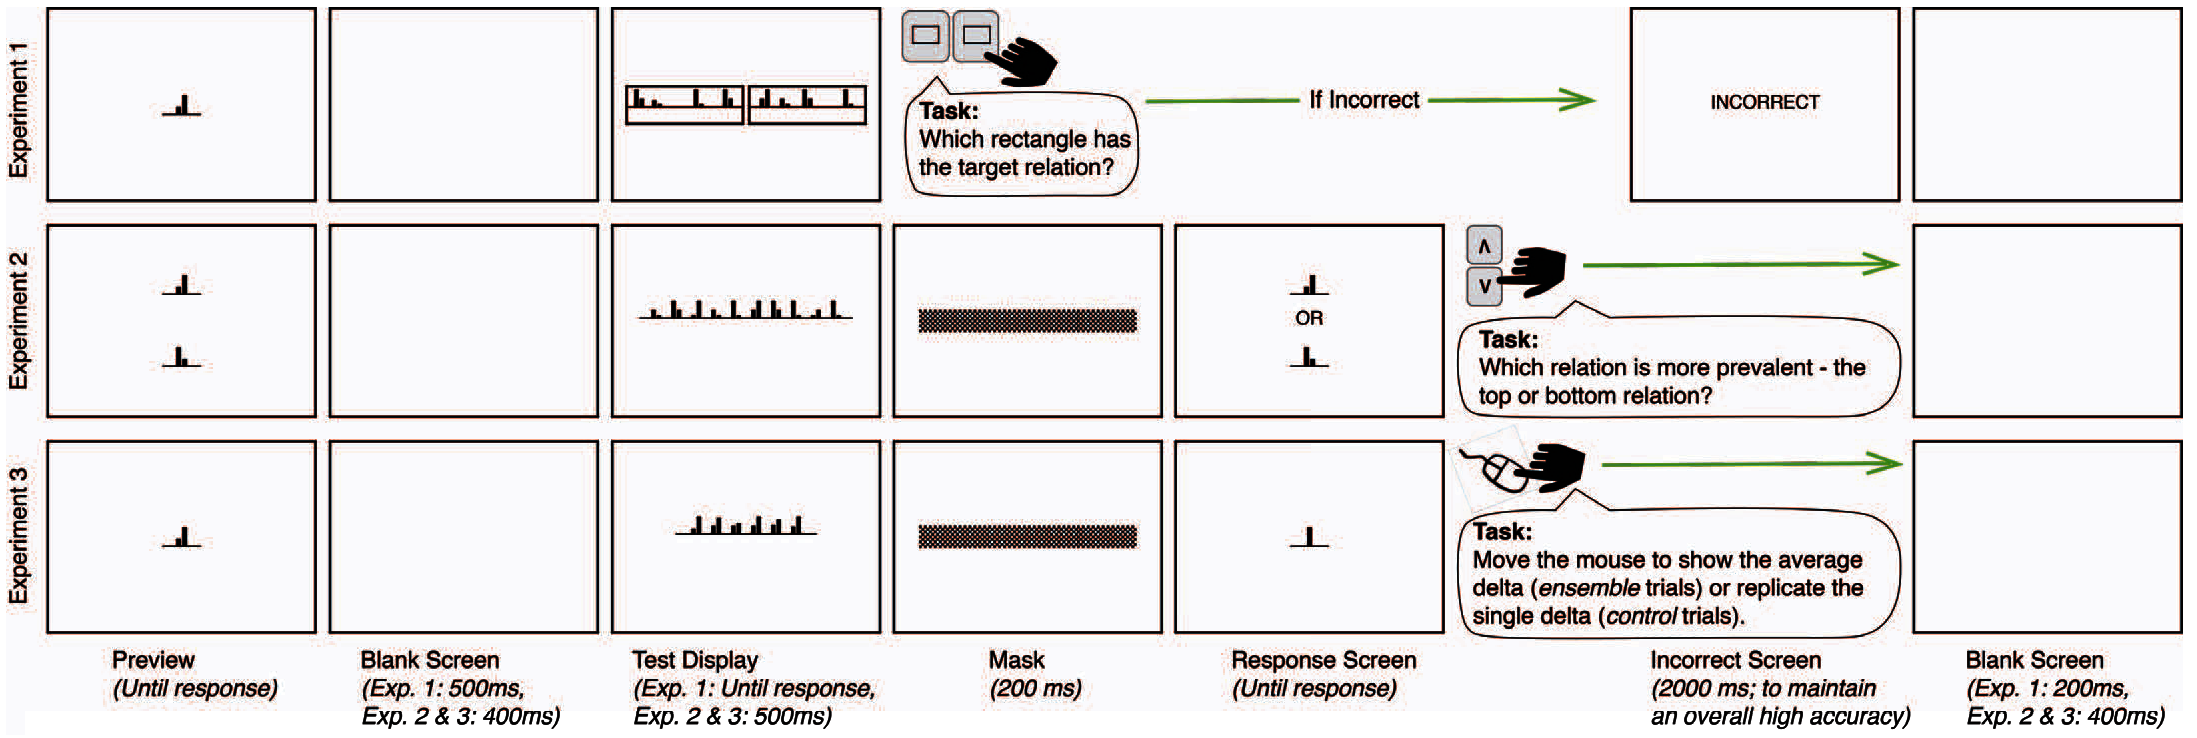 Experiment 1
Task:
Which rectangle has
the target relation?
If Incorrect
INCORRECT
Experiment 2
OR
∧
∨
Task:
Which relation is more prevalent - the
top or bottom relation?
Experiment 3
Task:
Move the mouse to show the average
delta (ensemble trials) or replicate the
single delta (control trials).
Preview
(Until response)
Blank Screen
(Exp. 1: 500ms,
Exp. 2 & 3: 400ms)
Test Display
(Exp. 1: Until response,
Exp. 2 & 3: 500ms)
Mask
(200 ms)
Response Screen
(Until response)
Incorrect Screen
(2000 ms; to maintain
an overall high accuracy)
Blank Screen
(Exp. 1: 200ms,
Exp. 2 & 3: 400ms)